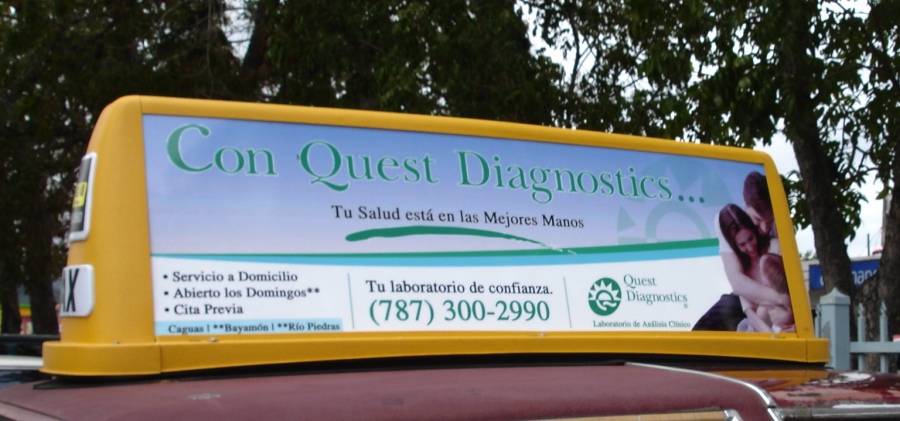 Con Quest Diagnostics...
Tu Salud está en las Mejores Manos
• Servicio a Domicilio
• Abierto los Domingos**
• Cita Previa
Caguas | **Bayamón | **Río Piedras
Tu laboratorio de confianza.
(787) 300-2990
Quest
Diagnostics®
Laboratorio de Análisis Clínico